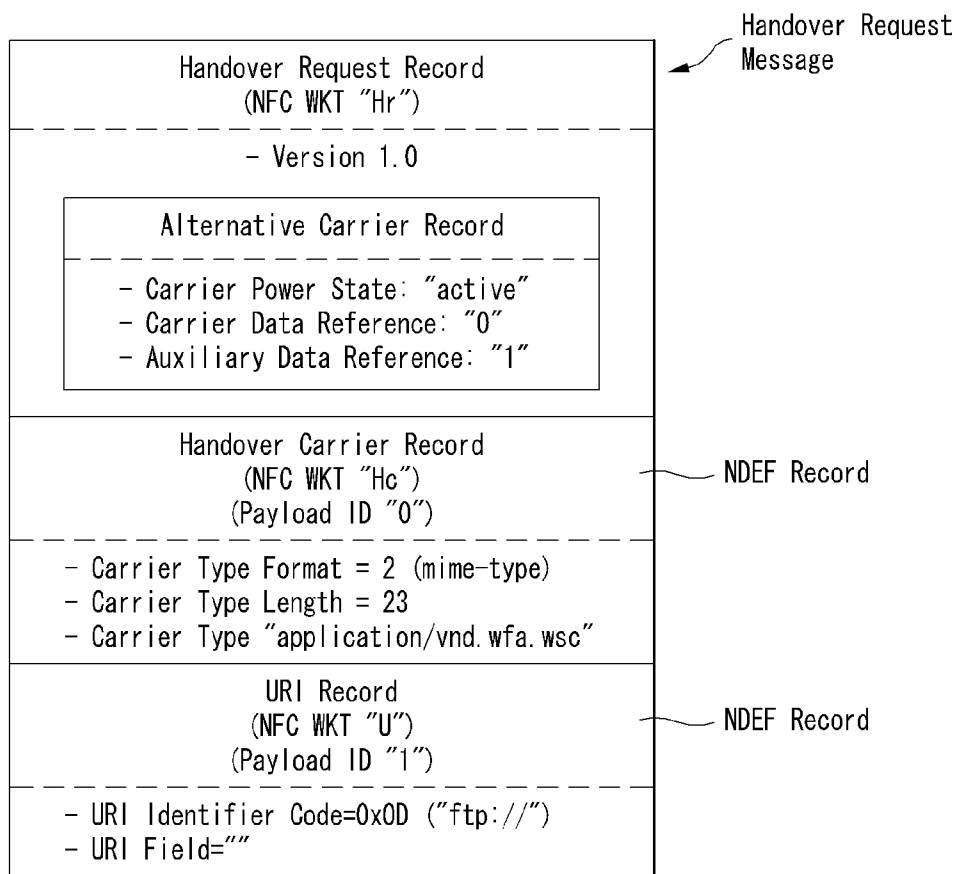 Handover Request
Message
Handover Request Record
(NFC WKT "Hr")
- Version 1.0
Alternative Carrier Record
- Carrier Power State: "active"
- Carrier Data Reference: "0"
- Auxiliary Data Reference: "1"
Handover Carrier Record
(NFC WKT "Hc")
(Payload ID "0")
NDEF Record
- Carrier Type Format = 2 (mime-type)
- Carrier Type Length = 23
- Carrier Type "application/vnd.wfa.wsc"
URI Record
(NFC WKT "U")
(Payload ID "1")
NDEF Record
- URI Identifier Code=0x0D ("ftp://")
- URI Field=""